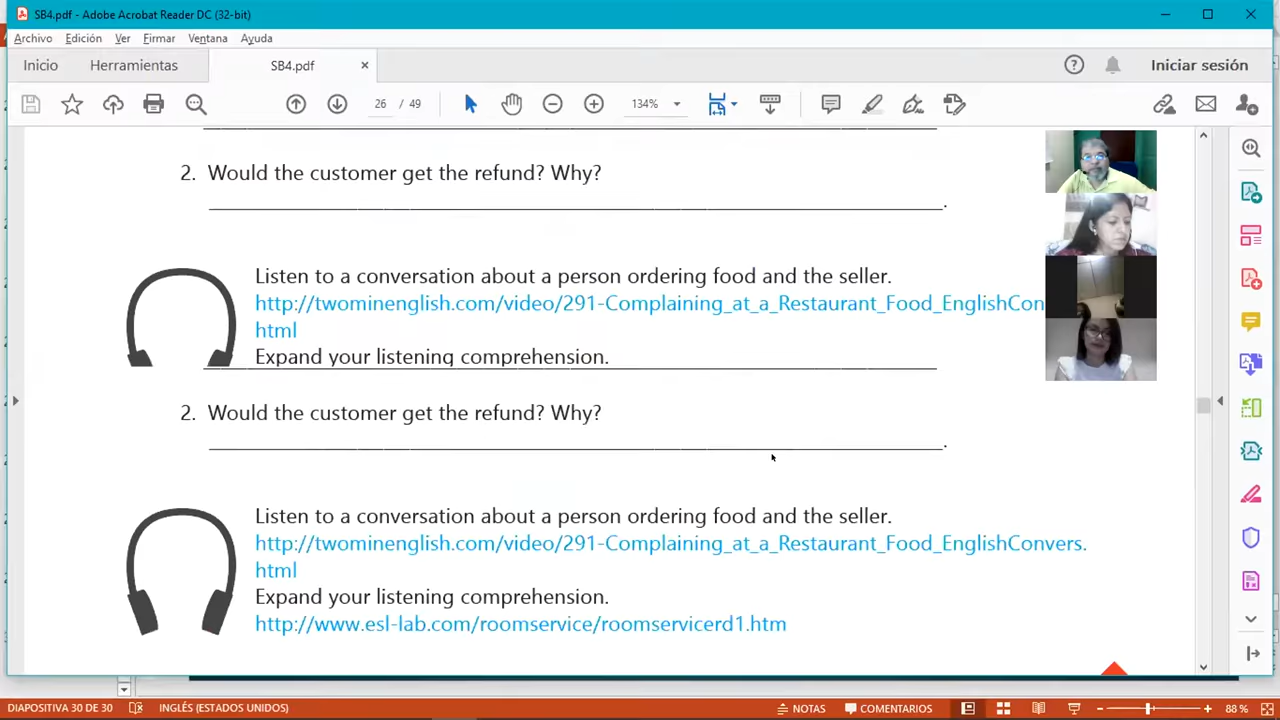 SB4.pdf - Adobe Acrobat Reader DC (32-bit)
Archivo Edición Ver Firmar Ventana Ayuda
Inicio Herramientas SB4.pdf × Iniciar sesión
26 / 49 134%
2. Would the customer get the refund? Why?
Listen to a conversation about a person ordering food and the seller.
http://twominenglish.com/video/291-Complaining_at_a_Restaurant_Food_EnglishCon
html
Expand your listening comprehension.
2. Would the customer get the refund? Why?
Listen to a conversation about a person ordering food and the seller.
http://twominenglish.com/video/291-Complaining_at_a_Restaurant_Food_EnglishConvers.
html
Expand your listening comprehension.
http://www.esl-lab.com/roomservice/roomservicerd1.htm
DIAPOSITIVA 30 DE 30 INGLÉS (ESTADOS UNIDOS) NOTAS COMENTARIOS 88 %